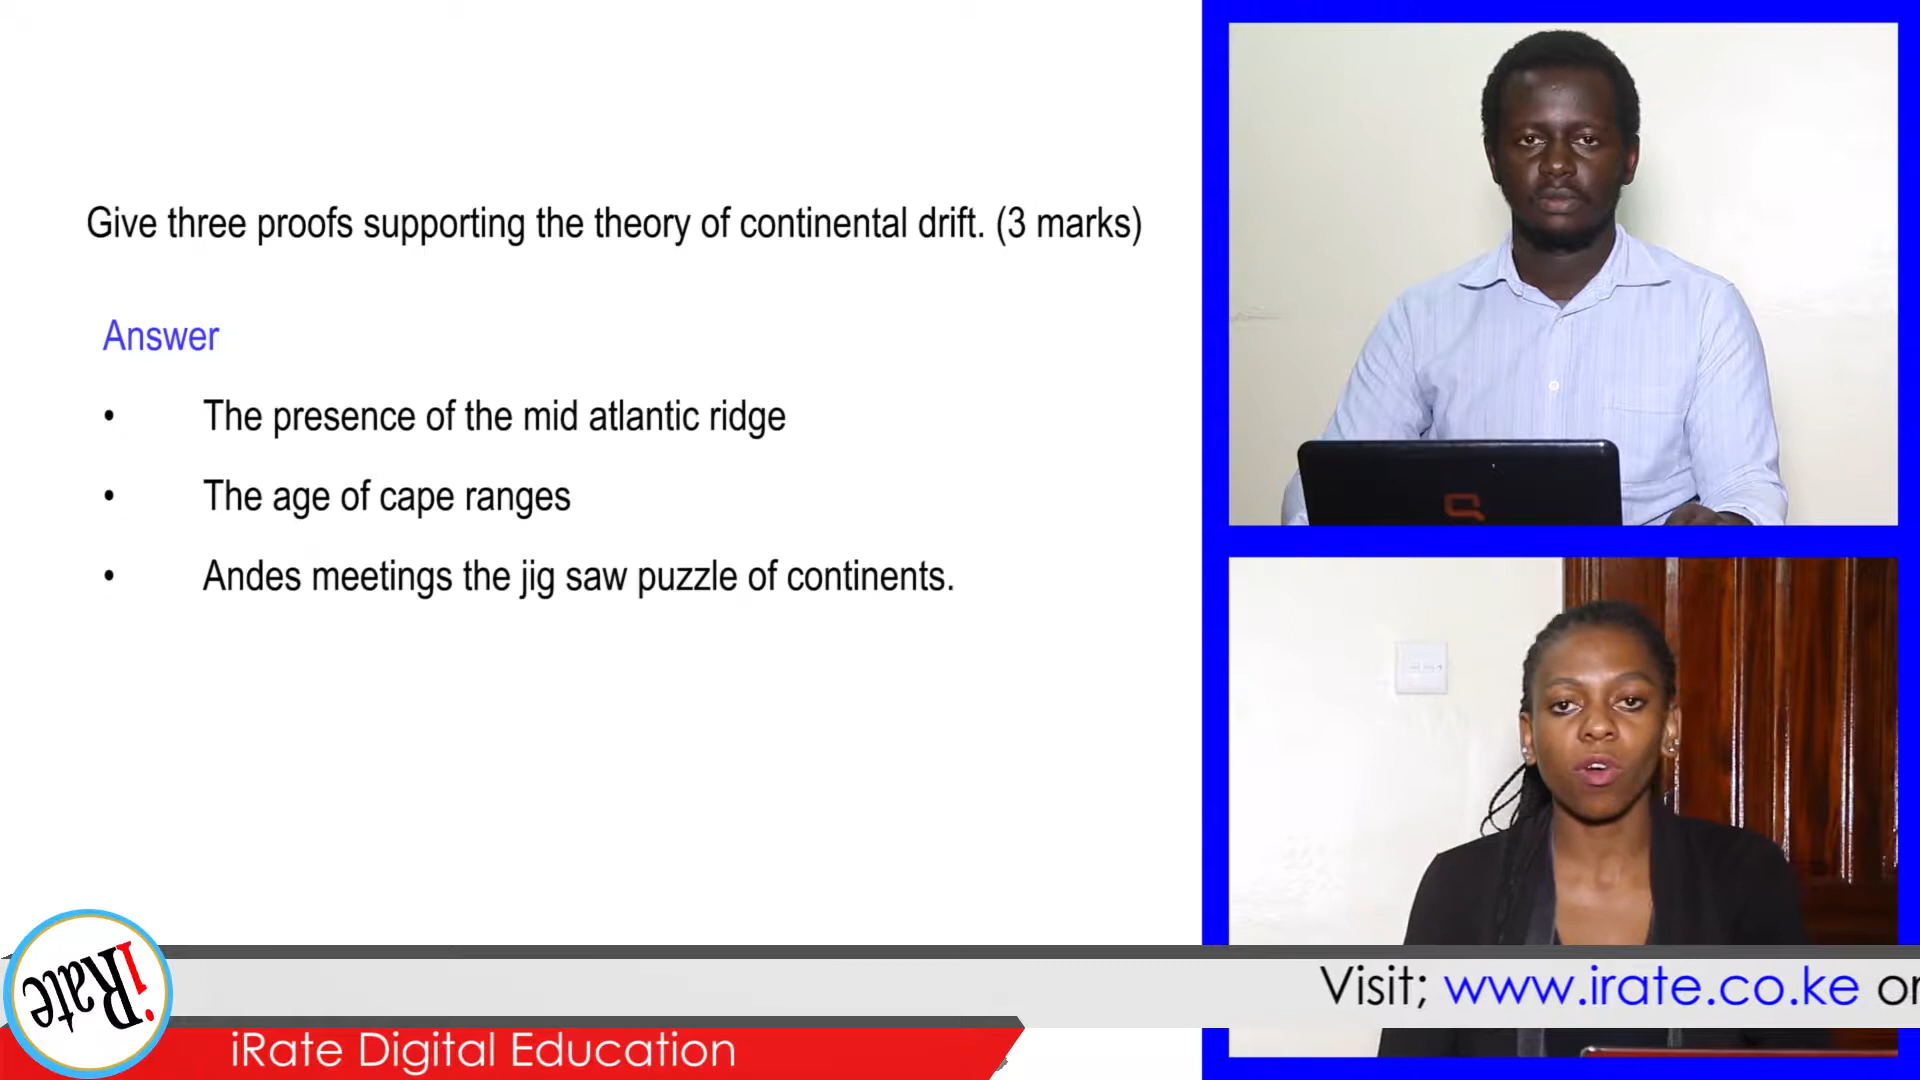 Give three proofs supporting the theory of continental drift. (3 marks)
Answer
• The presence of the mid atlantic ridge
• The age of cape ranges
• Andes meetings the jig saw puzzle of continents.
iRate
Visit; www.irate.co.ke or
iRate Digital Education